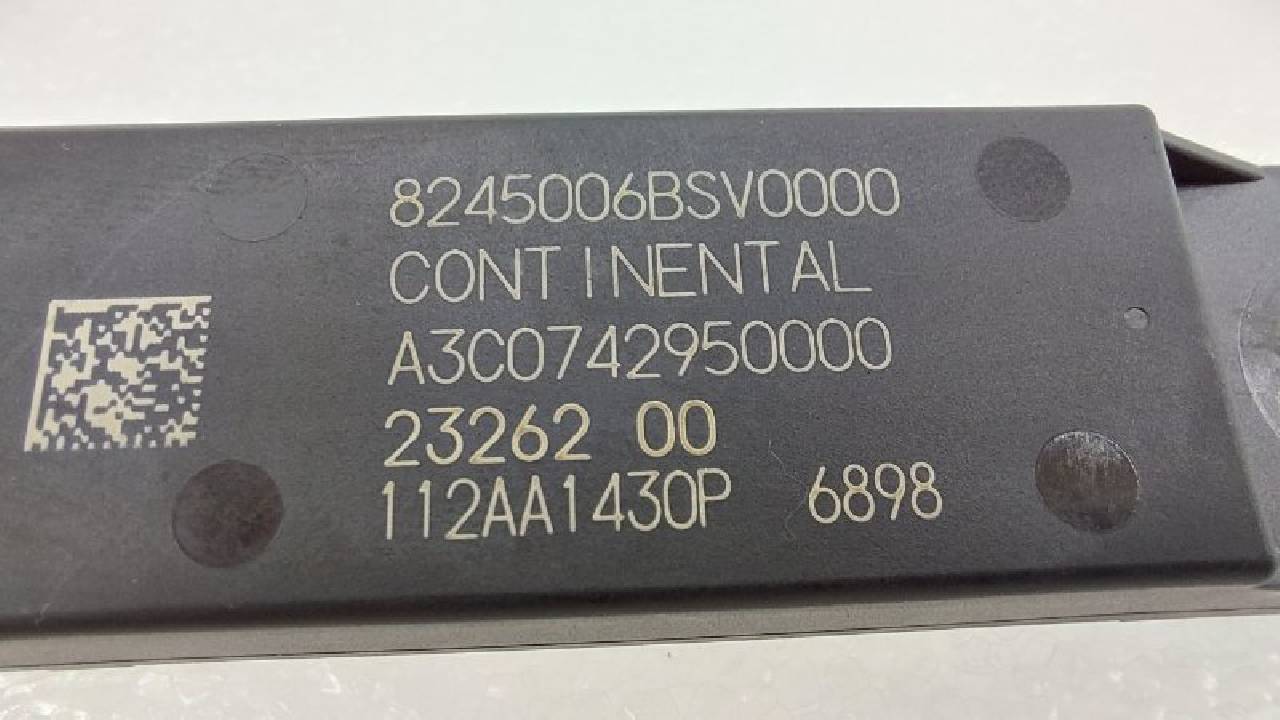 8245006BSV0000
CONTINENTAL
A3C0742950000
23262 00
112AA1430P 6898